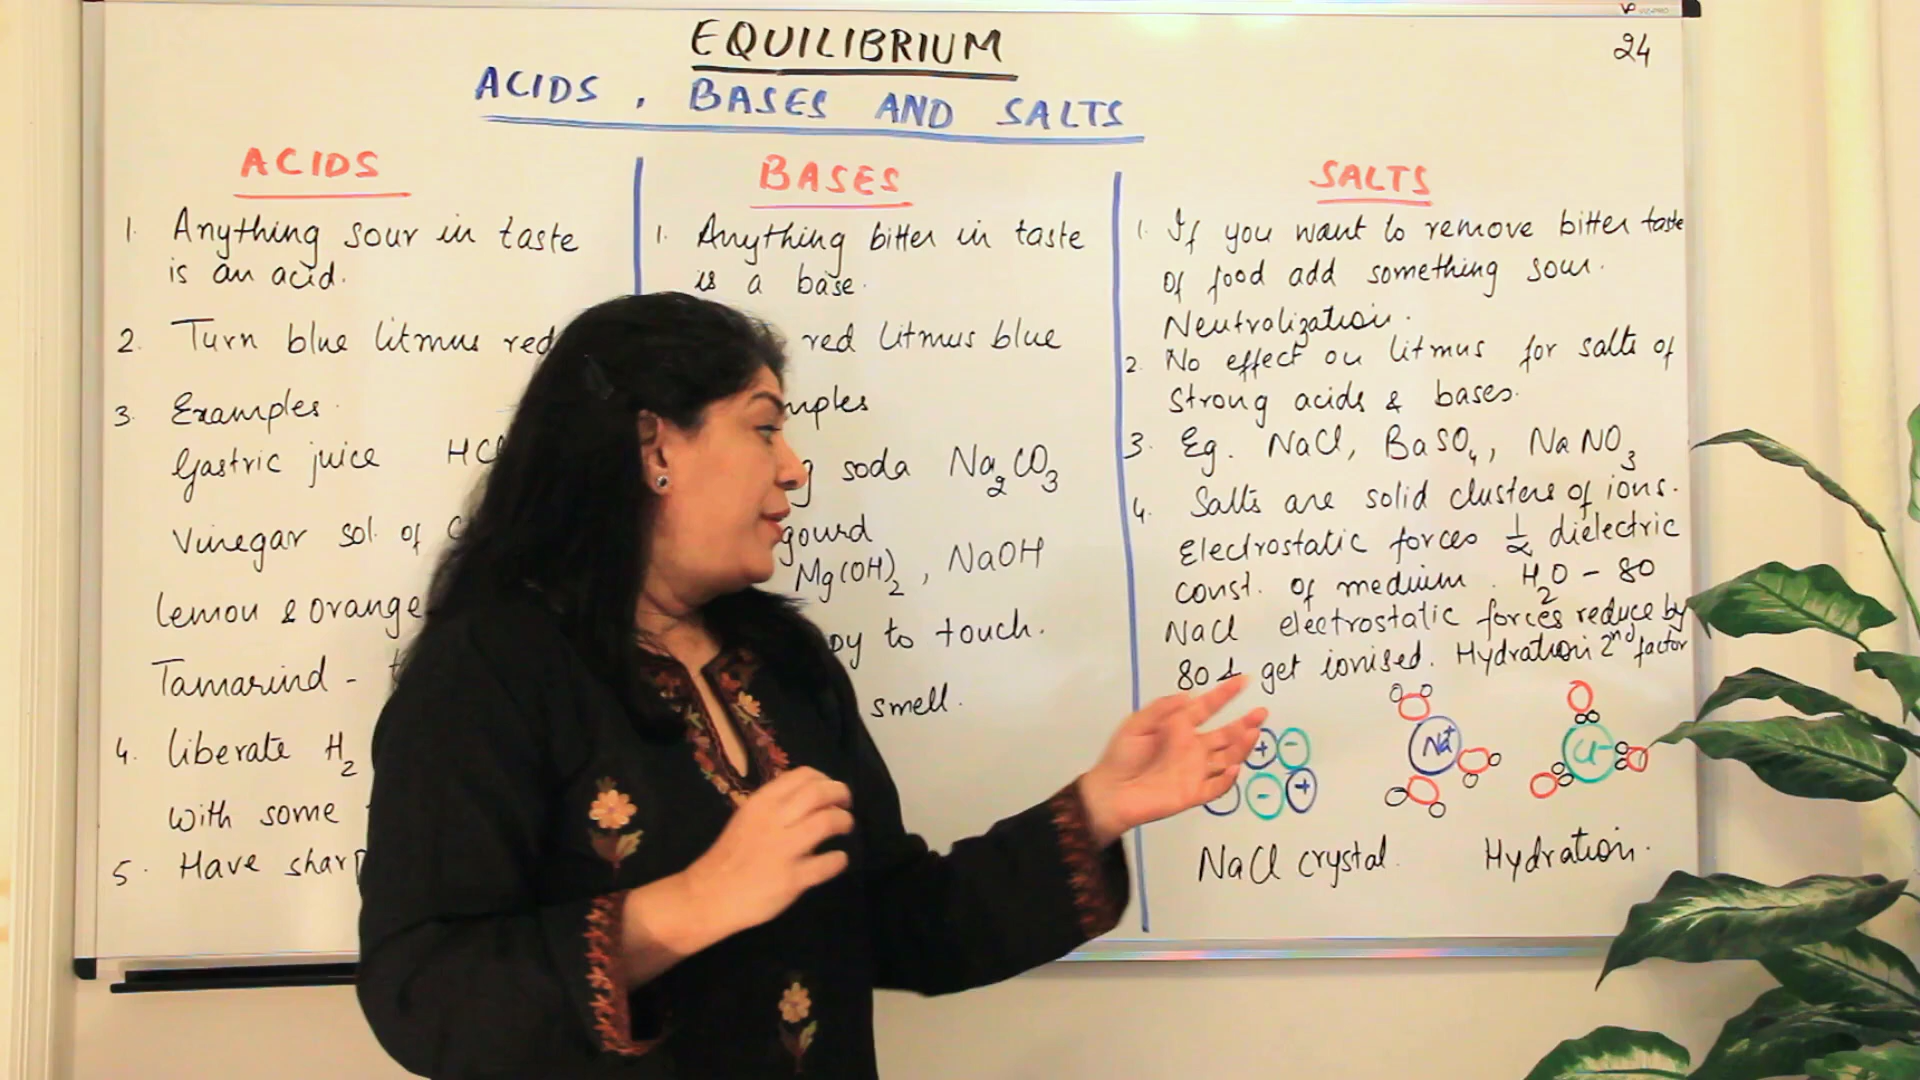 EQUILIBRIUM
24
ACIDS, BASES AND SALTS
ACIDS
1. Anything sour in taste
is an acid.
2. Turn blue litmus red
3. Examples.
Gastric juice HCl
Vinegar sol. of
Lemon & orange
Tamarind -
4. liberate H2
with some
5. Have sharp
BASES
1. Anything bitter in taste
is a base.
red litmus blue
soda Na2CO3
gourd
Mg(OH)2, NaOH
to touch.
smell.
SALTS
1. If you want to remove bitter taste
of food add something sour.
Neutralization.
2. No effect on litmus for salts of
strong acids & bases.
3. Eg. NaCl, BaSO4, NaNO3
4. Salts are solid clusters of ions.
Electrostatic forces 1/α dielectric
const. of medium. H2O - 80
NaCl electrostatic forces reduce by
80 & get ionised. Hydration 2nd factor
+ -
- +
Na+
Cl-
NaCl crystal.
Hydration.